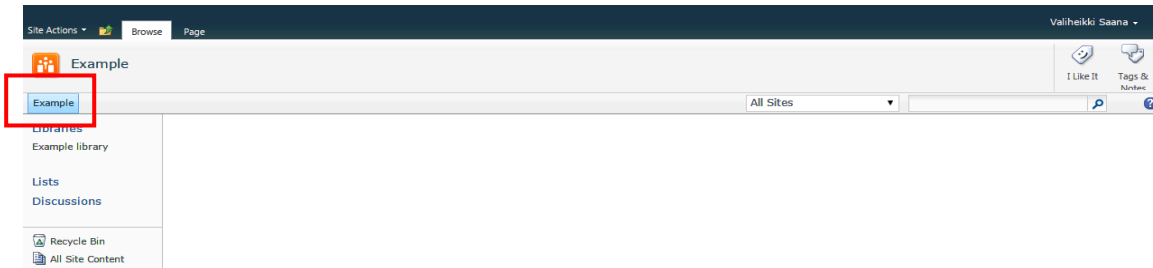 Valiheikki Saana
Site Actions Browse Page
Example
I Like It Tags &
Notes
Example All Sites
Libraries
Example library
Lists
Discussions
Recycle Bin
All Site Content